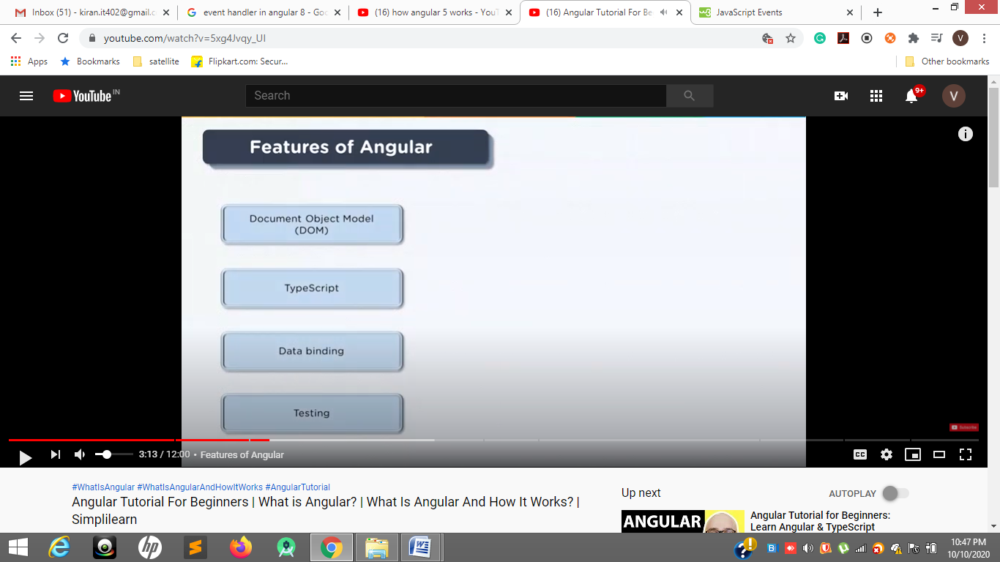 Inbox (51) - kiran.it402@gmail.c
event handler in angular 8 - Goo
(16) how angular 5 works - YouT
(16) Angular Tutorial For Be
JavaScript Events
youtube.com/watch?v=5xg4Jvqy_UI
V
Apps
Bookmarks
satellite
Flipkart.com: Secur...
Other bookmarks
YouTube IN
Search
9+
V
Features of Angular
Document Object Model
(DOM)
TypeScript
Data binding
Testing
Subscribe
3:13 / 12:00 • Features of Angular
CC
#WhatIsAngular #WhatIsAngularAndHowItWorks #AngularTutorial
Angular Tutorial For Beginners | What is Angular? | What Is Angular And How It Works? |
Simplilearn
Up next
AUTOPLAY
ANGULAR
Angular Tutorial for Beginners:
Learn Angular & TypeScript
10:47 PM
10/10/2020